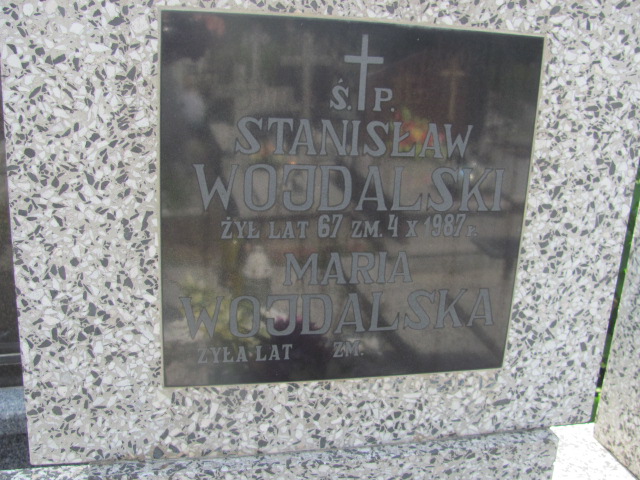 Ś. P.
STANISŁAW
WOJDALSKI
ŻYŁ LAT 67 ZM. 4 X 1987 R.
MARIA
WOJDALSKA
ŻYŁA LAT ZM.